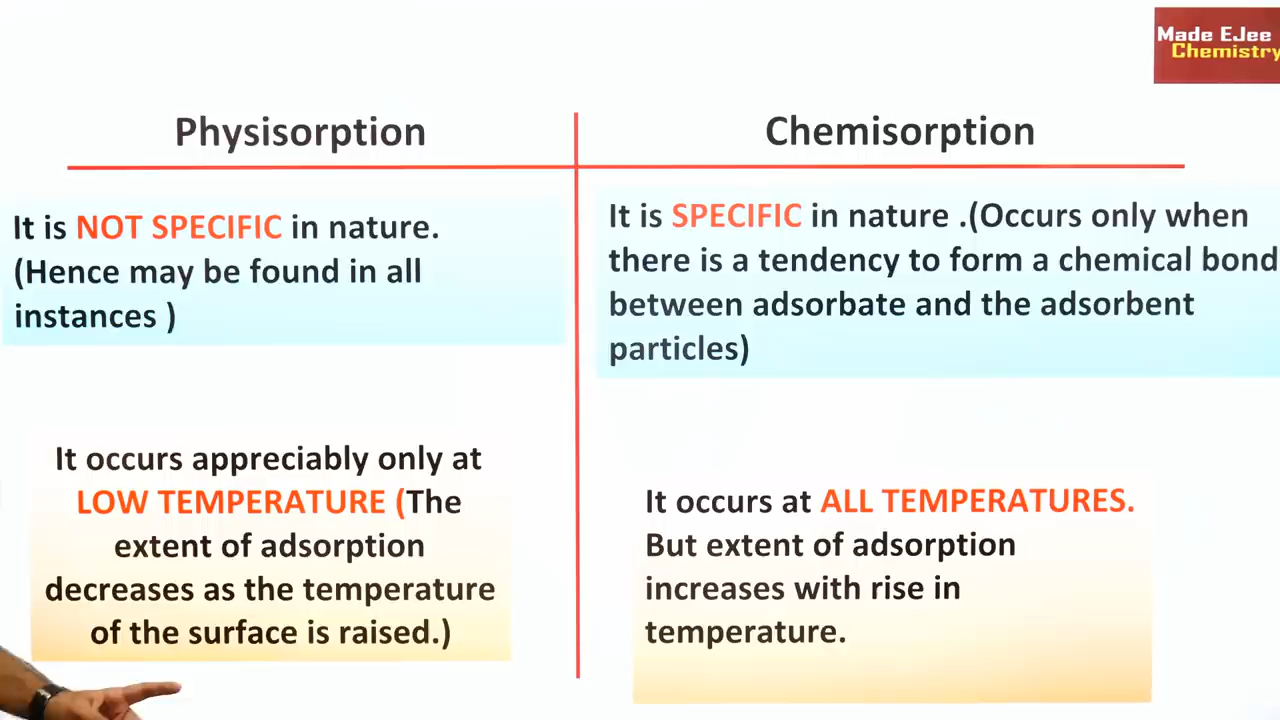 Made EJee
Chemistry
Physisorption
Chemisorption
It is NOT SPECIFIC in nature.
(Hence may be found in all
instances )
It is SPECIFIC in nature .(Occurs only when
there is a tendency to form a chemical bond
between adsorbate and the adsorbent
particles)
It occurs appreciably only at
LOW TEMPERATURE (The
extent of adsorption
decreases as the temperature
of the surface is raised.)
It occurs at ALL TEMPERATURES.
But extent of adsorption
increases with rise in
temperature.